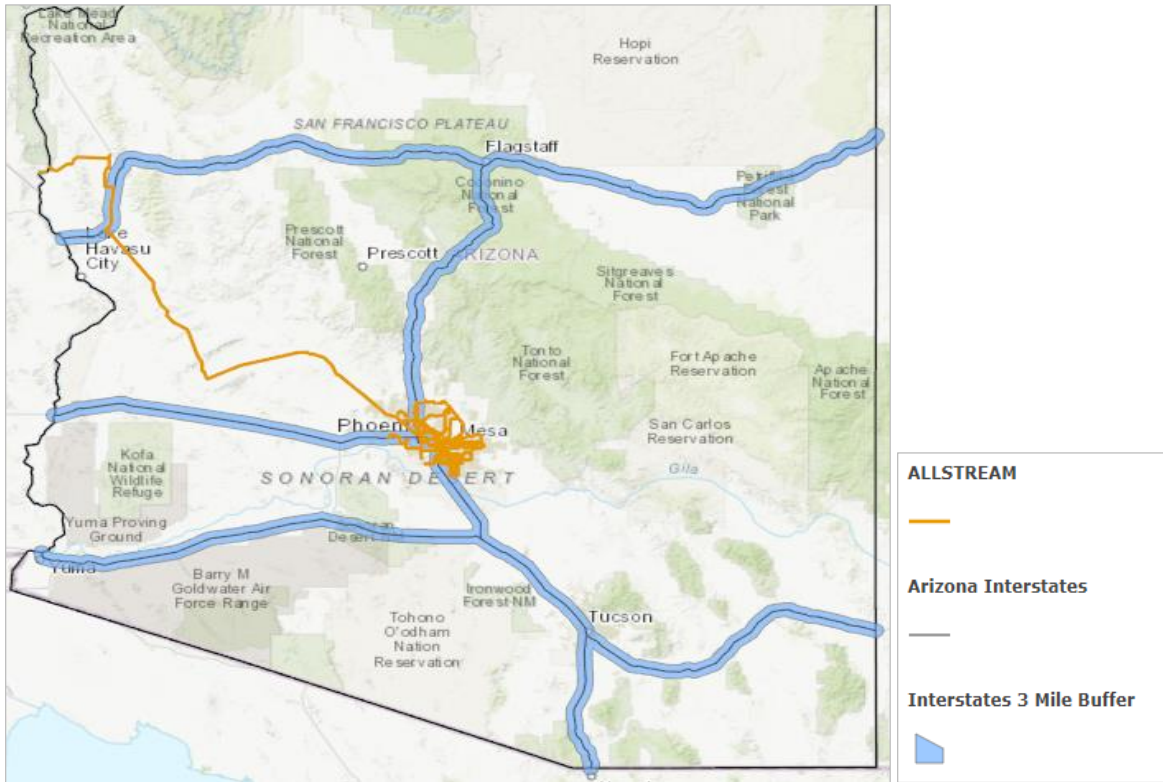 Lake Mead
National
Recreation Area
Hopi
Reservation
SAN FRANCISCO PLATEAU
Flagstaff
Coconino
National
Forest
Petrified
Forest
National
Park
Lake
Havasu
City
Prescott
National
Forest
Prescott
ARIZONA
Sitgreaves
National
Forest
Tonto
National
Forest
Fort Apache
Reservation
Apache
National
Forest
Mesa
San Carlos
Reservation
Kofa
National
Wildlife
Refuge
SONORAN DESERT
Gila
Yuma Proving
Ground
Desert NM
Yuma
Barry M
Goldwater Air
Force Range
Ironwood
Forest NM
Tucson
Tohono
O'odham
Nation
Reservation
ALLSTREAM
Arizona Interstates
Interstates 3 Mile Buffer